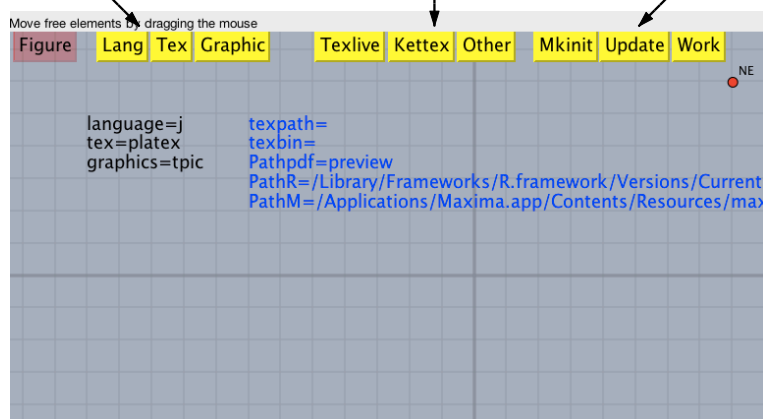 Move free elements by dragging the mouse
Figure Lang Tex Graphic Texlive Kettex Other Mkinit Update Work
NE
language=j
tex=platex
graphics=tpic
texpath=
texbin=
Pathpdf=preview
PathR=/Library/Frameworks/R.framework/Versions/Current
PathM=/Applications/Maxima.app/Contents/Resources/max